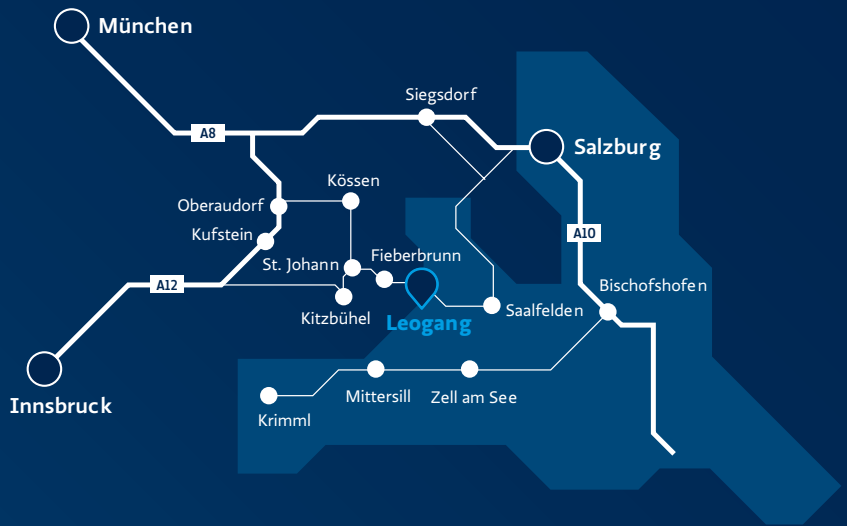 München
Siegsdorf
A8
Salzburg
Kössen
Oberaudorf
Kufstein
A10
Fieberbrunn
St. Johann
A12
Bischofshofen
Saalfelden
Kitzbühel
Leogang
Mittersill
Zell am See
Innsbruck
Krimml